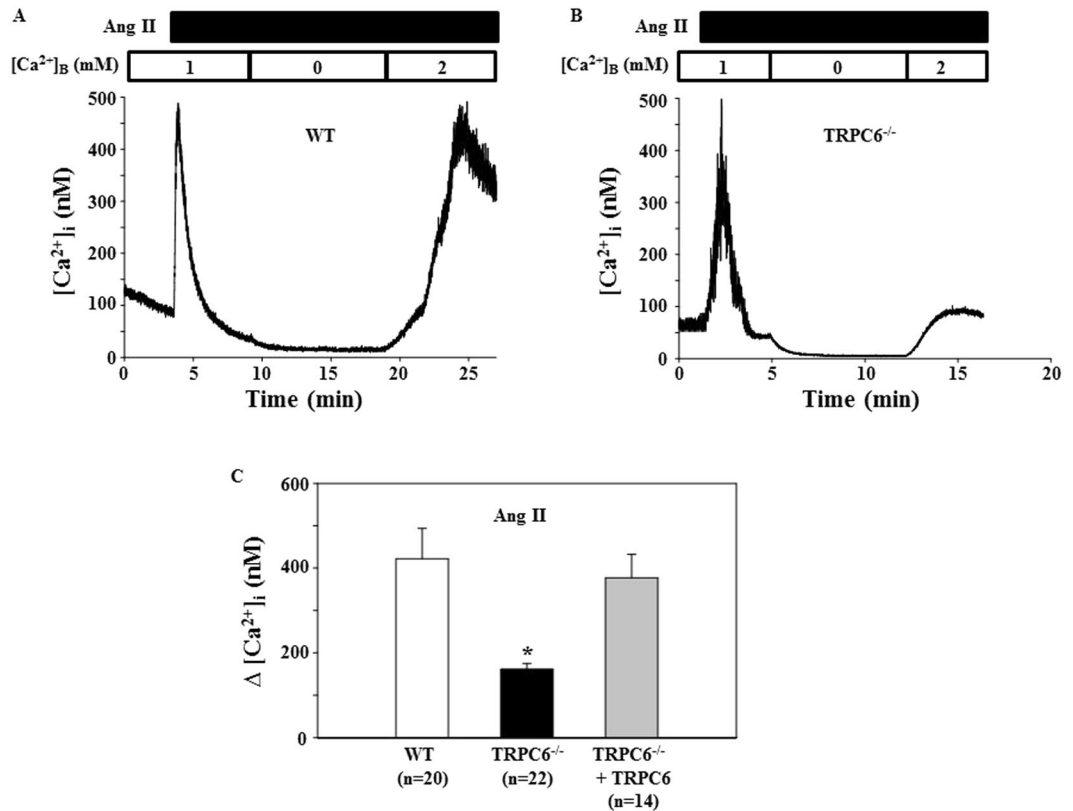 A
Ang II
[Ca²⁺]B (mM)
1 0 2
500
400
300
200
100
0
[Ca²⁺]i (nM)
WT
0 5 10 15 20 25
Time (min)
B
Ang II
[Ca²⁺]B (mM)
1 0 2
500
400
300
200
100
0
[Ca²⁺]i (nM)
TRPC6⁻/⁻
0 5 10 15 20
Time (min)
C
600
400
200
0
Δ [Ca²⁺]i (nM)
Ang II
*
WT
(n=20)
TRPC6⁻/⁻
(n=22)
TRPC6⁻/⁻
+ TRPC6
(n=14)